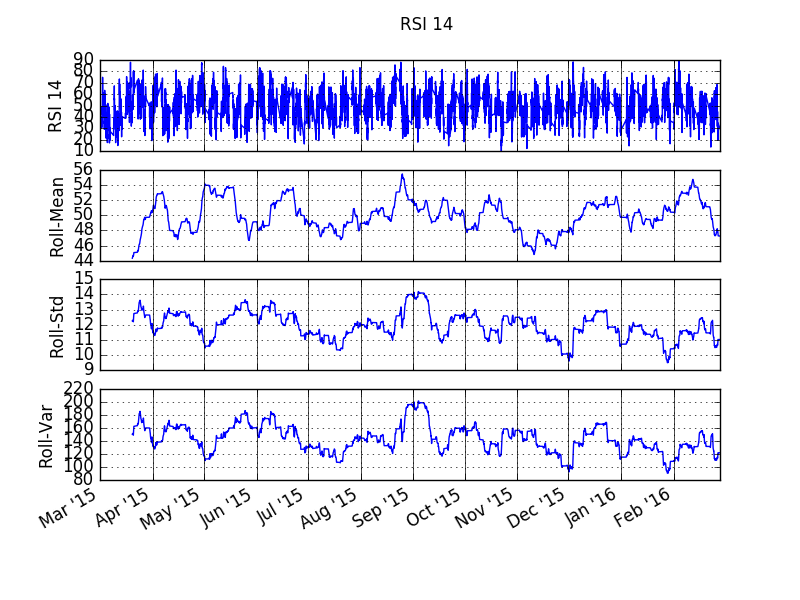 RSI 14
RSI 14
90
80
70
60
50
40
30
20
10
Roll-Mean
56
54
52
50
48
46
44
Roll-Std
15
14
13
12
11
10
9
Roll-Var
220
200
180
160
140
120
100
80
Mar '15
Apr '15
May '15
Jun '15
Jul '15
Aug '15
Sep '15
Oct '15
Nov '15
Dec '15
Jan '16
Feb '16